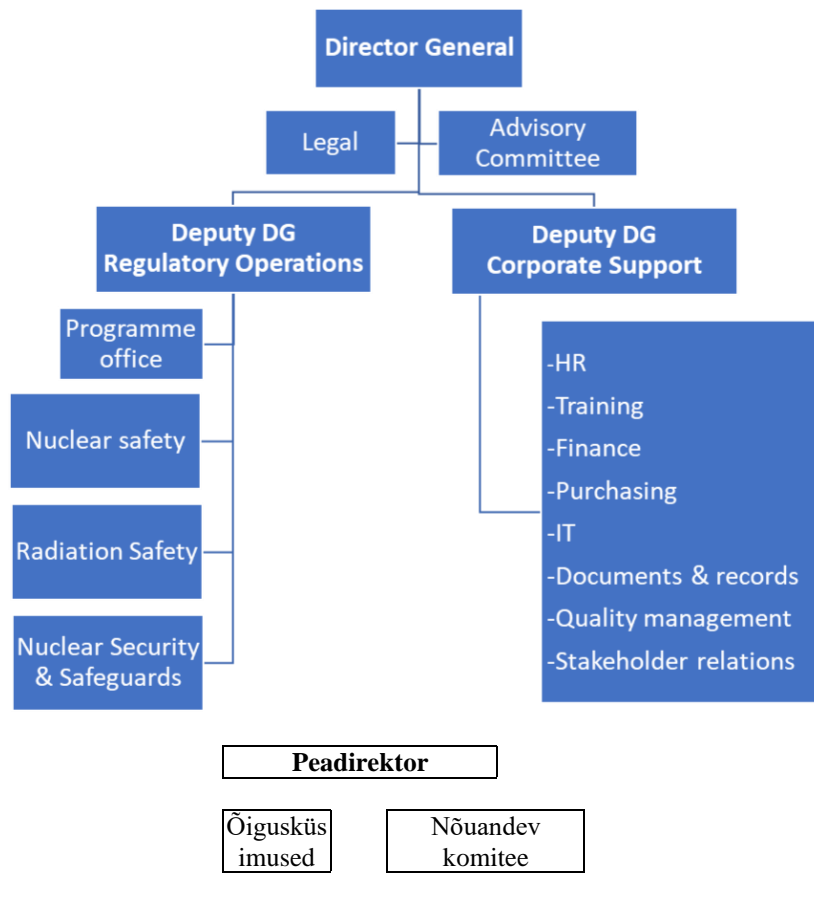 Director General
Legal
Advisory
Committee
Deputy DG
Regulatory Operations
Deputy DG
Corporate Support
Programme
office
Nuclear safety
Radiation Safety
Nuclear Security
& Safeguards
-HR
-Training
-Finance
-Purchasing
-IT
-Documents & records
-Quality management
-Stakeholder relations
Peadirektor
Õigusküs
imused
Nõuandev
komitee